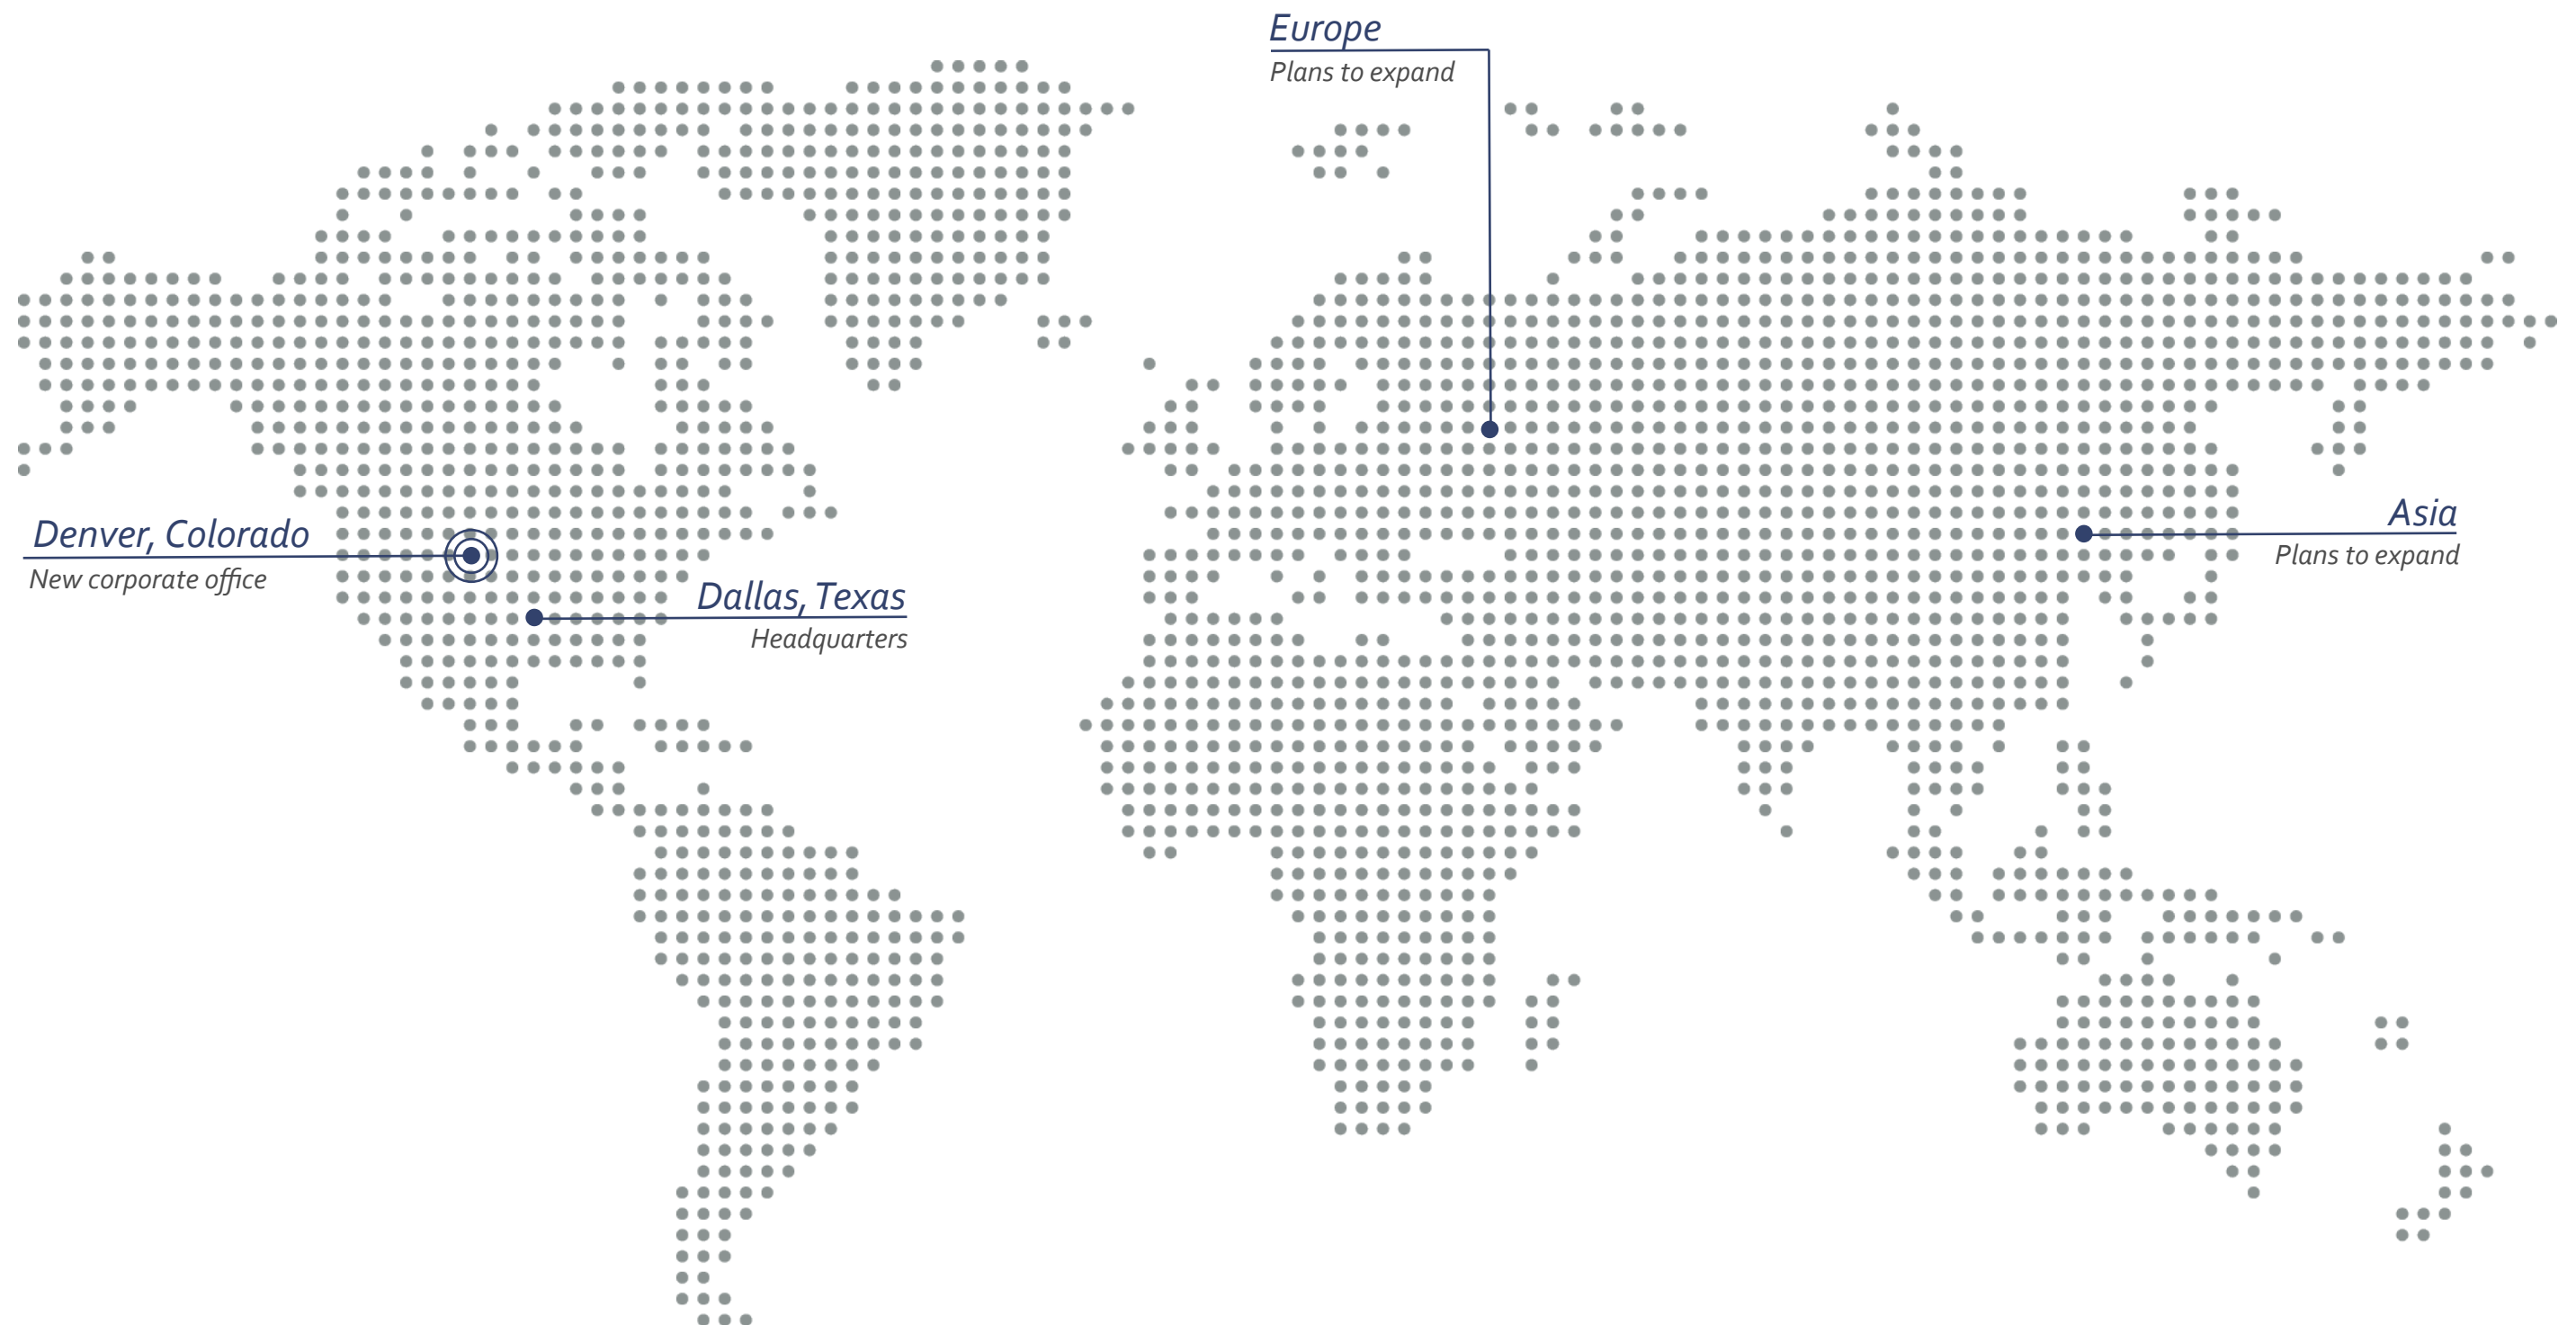 Europe
Plans to expand
Denver, Colorado
New corporate office
Dallas, Texas
Headquarters
Asia
Plans to expand